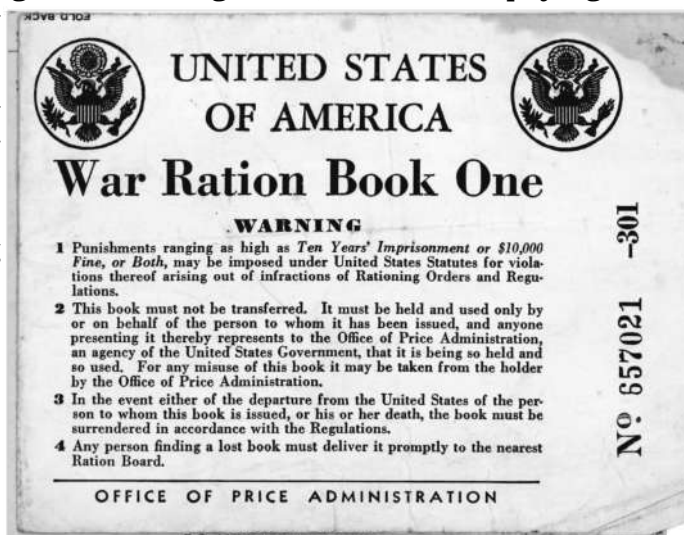 FOLD BACK
UNITED STATES
OF AMERICA
War Ration Book One
WARNING
1 Punishments ranging as high as Ten Years' Imprisonment or $10,000
Fine, or Both, may be imposed under United States Statutes for viola-
tions thereof arising out of infractions of Rationing Orders and Regu-
lations.
2 This book must not be transferred. It must be held and used only by
or on behalf of the person to whom it has been issued, and anyone
presenting it thereby represents to the Office of Price Administration,
an agency of the United States Government, that it is being so held and
so used. For any misuse of this book it may be taken from the holder
by the Office of Price Administration.
3 In the event either of the departure from the United States of the per-
son to whom this book is issued, or his or her death, the book must be
surrendered in accordance with the Regulations.
4 Any person finding a lost book must deliver it promptly to the nearest
Ration Board.
OFFICE OF PRICE ADMINISTRATION
Nº 657021 -301